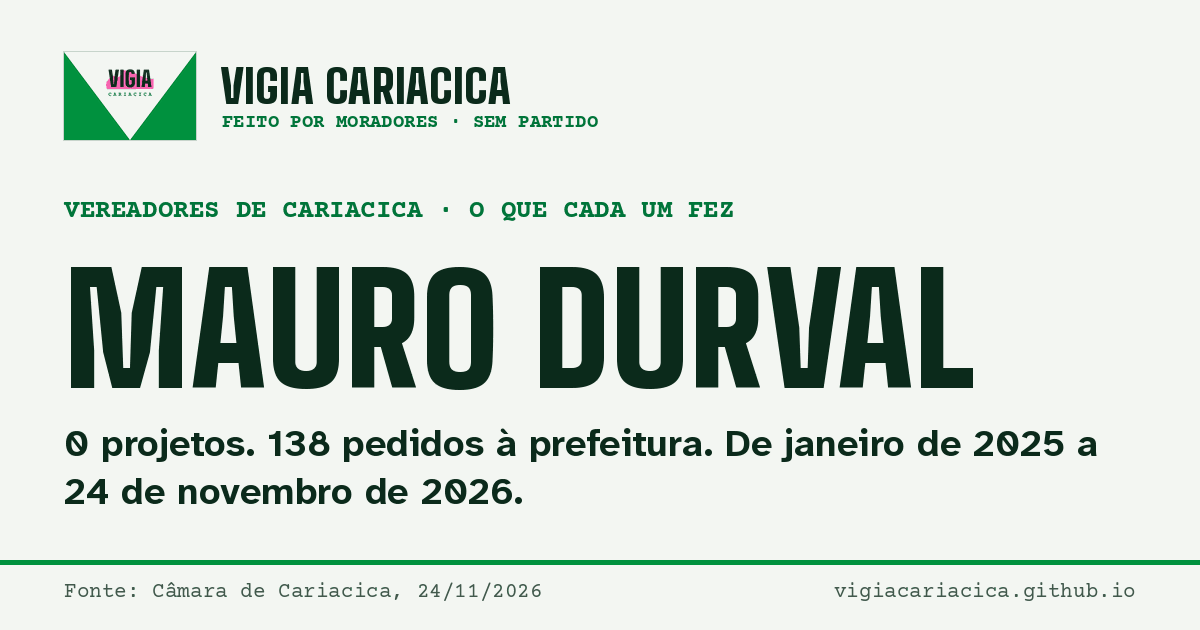 VIGIA
CARIACICA
VIGIA CARIACICA
FEITO POR MORADORES · SEM PARTIDO
VEREADORES DE CARIACICA · O QUE CADA UM FEZ
MAURO DURVAL
0 projetos. 138 pedidos à prefeitura. De janeiro de 2025 a
24 de novembro de 2026.
Fonte: Câmara de Cariacica, 24/11/2026
vigiacariacica.github.io